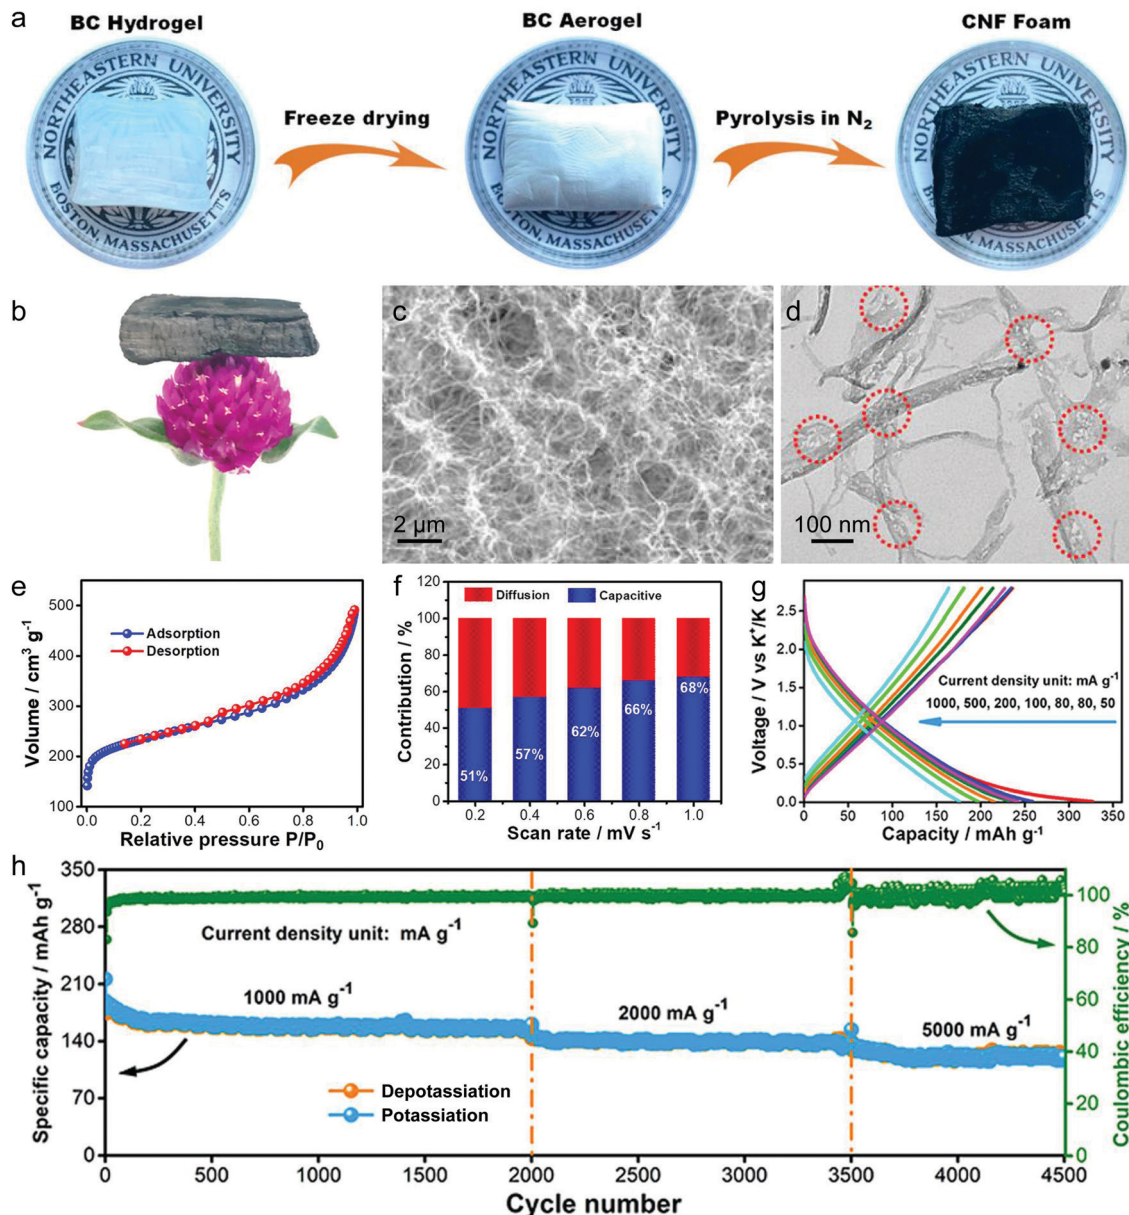 a
BC Hydrogel
BC Aerogel
CNF Foam
NORTHEASTERN UNIVERSITY
BOSTON, MASSACHUSETTS
Freeze drying
NORTHEASTERN UNIVERSITY
BOSTON, MASSACHUSETTS
Pyrolysis in N₂
NORTHEASTERN UNIVERSITY
BOSTON, MASSACHUSETTS
b
c
2 μm
d
100 nm
e
Volume / cm³ g⁻¹
500
400
300
200
100
Adsorption
Desorption
0.0 0.2 0.4 0.6 0.8 1.0
Relative pressure P/P₀
f
Contribution / %
120
100
80
60
40
20
0
Diffusion
Capacitive
51%
57%
62%
66%
68%
0.2 0.4 0.6 0.8 1.0
Scan rate / mV s⁻¹
g
Voltage / V vs K⁺/K
2.5
2.0
1.5
1.0
0.5
0.0
Current density unit: mA g⁻¹
1000, 500, 200, 100, 80, 80, 50
0 50 100 150 200 250 300 350
Capacity / mAh g⁻¹
h
Specific capacity / mAh g⁻¹
350
280
210
140
70
0
Current density unit: mA g⁻¹
1000 mA g⁻¹
2000 mA g⁻¹
5000 mA g⁻¹
Depotassiation
Potassiation
100
80
60
40
20
0
Coulombic efficiency / %
0 500 1000 1500 2000 2500 3000 3500 4000 4500
Cycle number